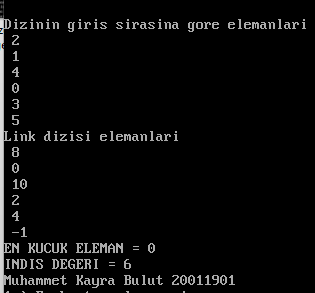 Dizinin giris sirasina gore elemanlari
2
1
4
0
3
5
Link dizisi elemanlari
8
0
10
2
4
-1
EN KUCUK ELEMAN = 0
INDIS DEGERI = 6
Muhammet Kayra Bulut 20011901